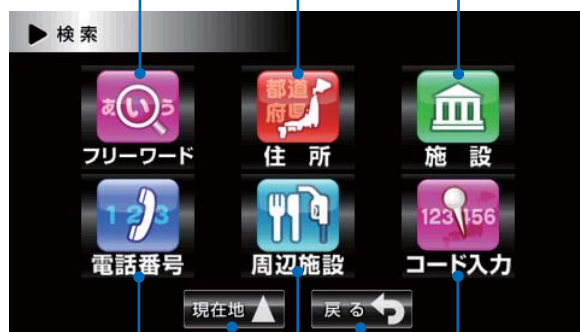 検索
あいう
都道
府県
フリーワード
住所
施設
123
123456
電話番号
周辺施設
コード入力
現在地
戻る